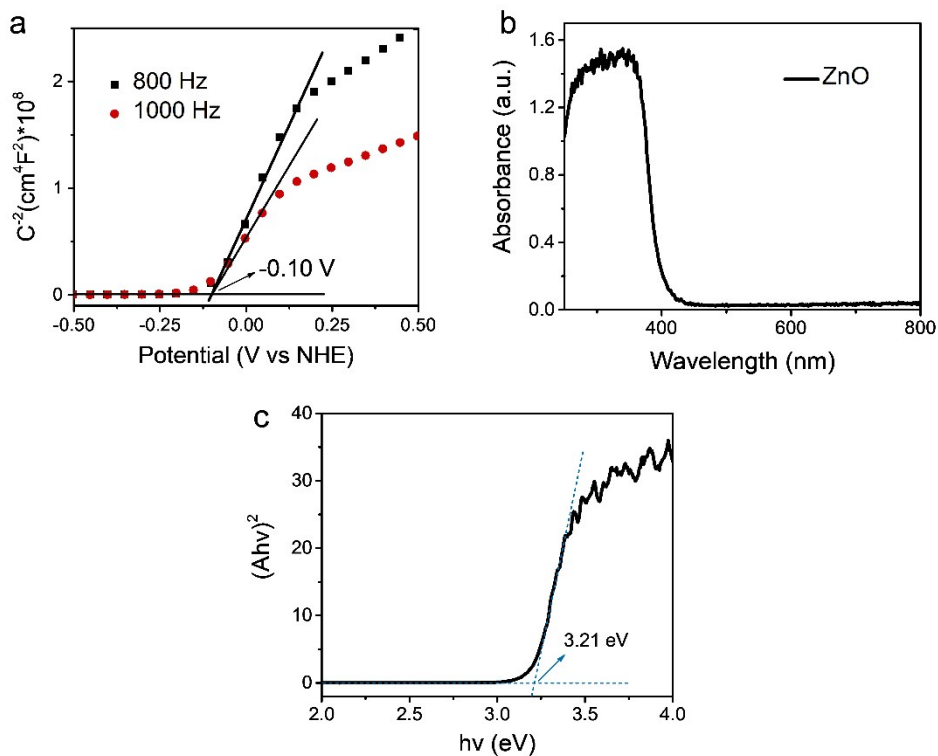 a
800 Hz
1000 Hz
2
1
0
-0.10 V
-0.50
-0.25
0.00
0.25
0.50
C⁻²(cm⁴F²)*10⁸
Potential (V vs NHE)
b
ZnO
1.6
1.2
0.8
0.4
0.0
400
600
800
Absorbance (a.u.)
Wavelength (nm)
c
40
30
20
10
0
3.21 eV
2.0
2.5
3.0
3.5
4.0
(Ahv)²
hv (eV)